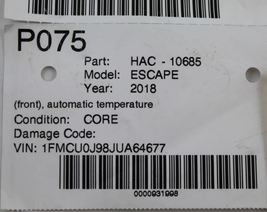 P075
Part: HAC - 10685
Model: ESCAPE
Year: 2018
(front), automatic temperature
Condition: CORE
Damage Code:
VIN: 1FMCU0J98JUA64677
0000931998